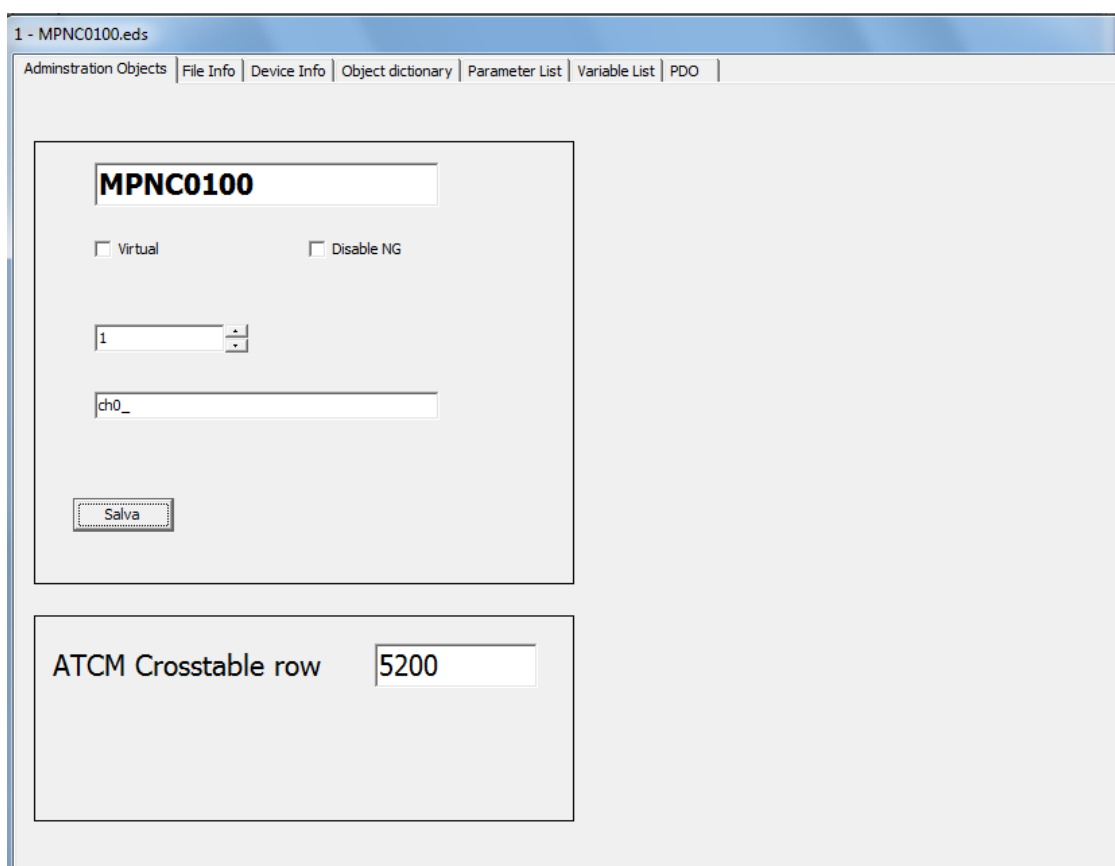 1 - MPNC0100.eds
Adminstration Objects File Info Device Info Object dictionary Parameter List Variable List PDO
MPNC0100
Virtual Disable NG
1
ch0_
Salva
ATCM Crosstable row 5200